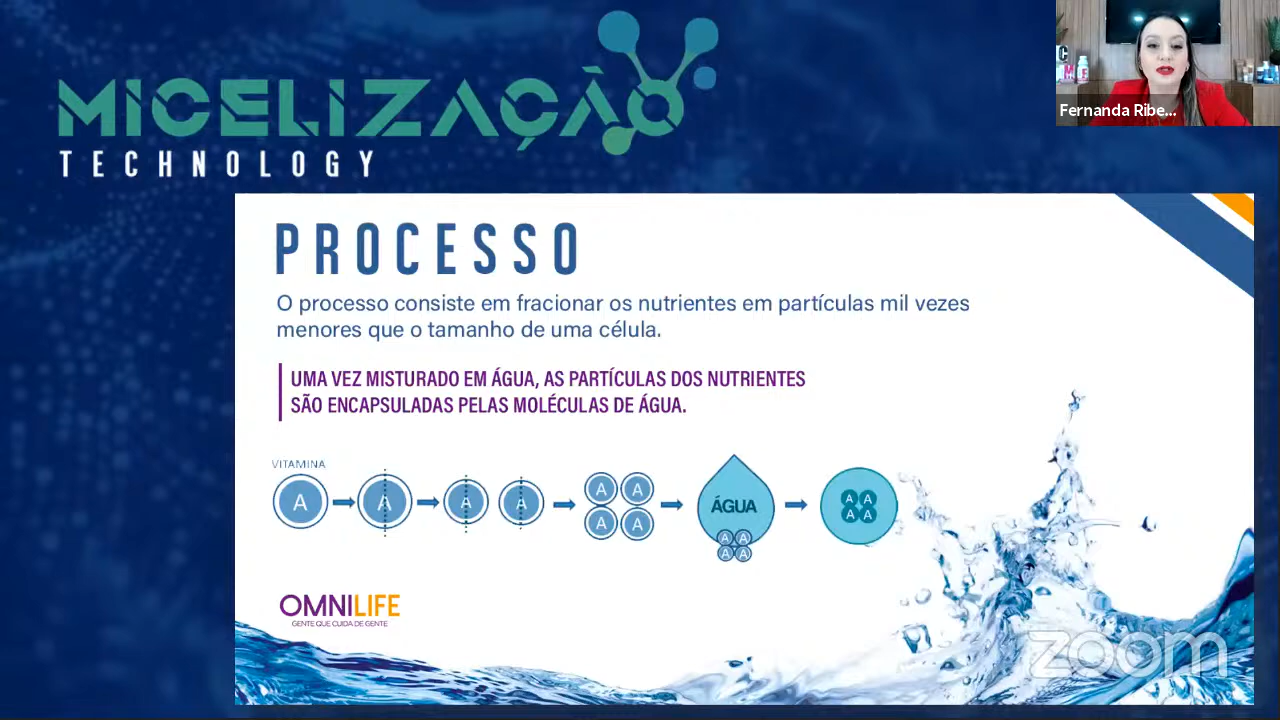 MICELIZAÇÃO
TECHNOLOGY
Fernanda Ribe...
PROCESSO
O processo consiste em fracionar os nutrientes em partículas mil vezes
menores que o tamanho de uma célula.
UMA VEZ MISTURADO EM ÁGUA, AS PARTÍCULAS DOS NUTRIENTES
SÃO ENCAPSULADAS PELAS MOLÉCULAS DE ÁGUA.
VITAMINA
A A A A A A ÁGUA A A
A A A A
A A
A A
OMNILIFE
GENTE QUE CUIDA DE GENTE
zoom